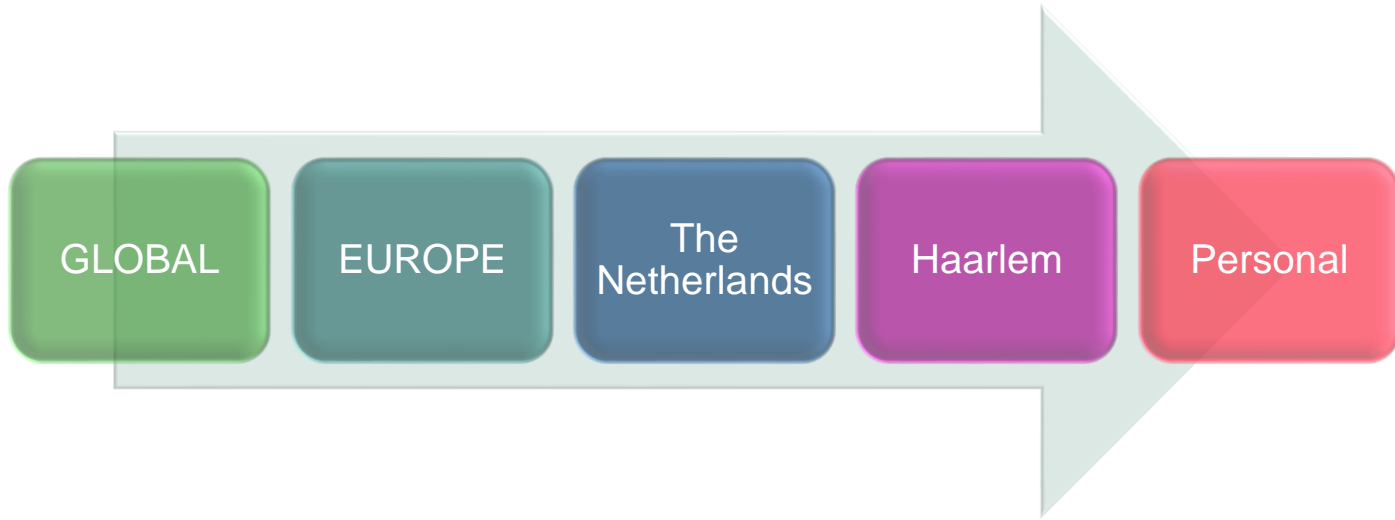 GLOBAL
EUROPE
The
Netherlands
Haarlem
Personal